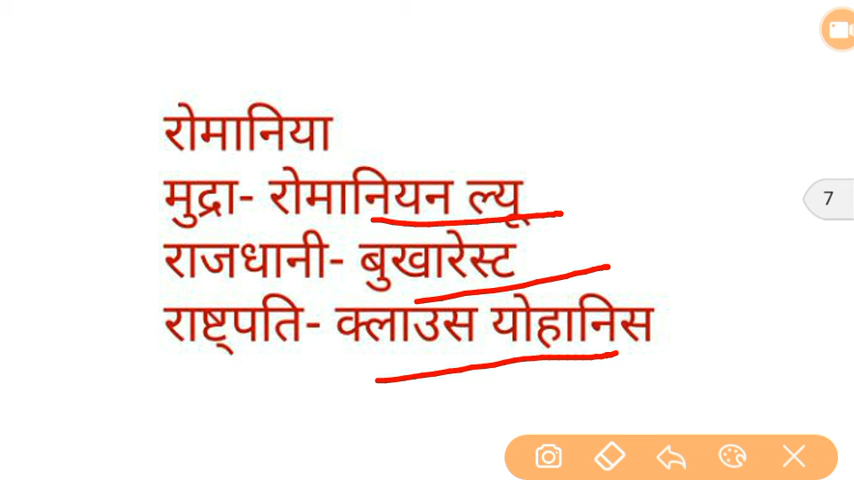 रोमानिया
मुद्रा- रोमानियन ल्यू
राजधानी- बुखारेस्ट
राष्ट्पति- क्लाउस योहानिस
7